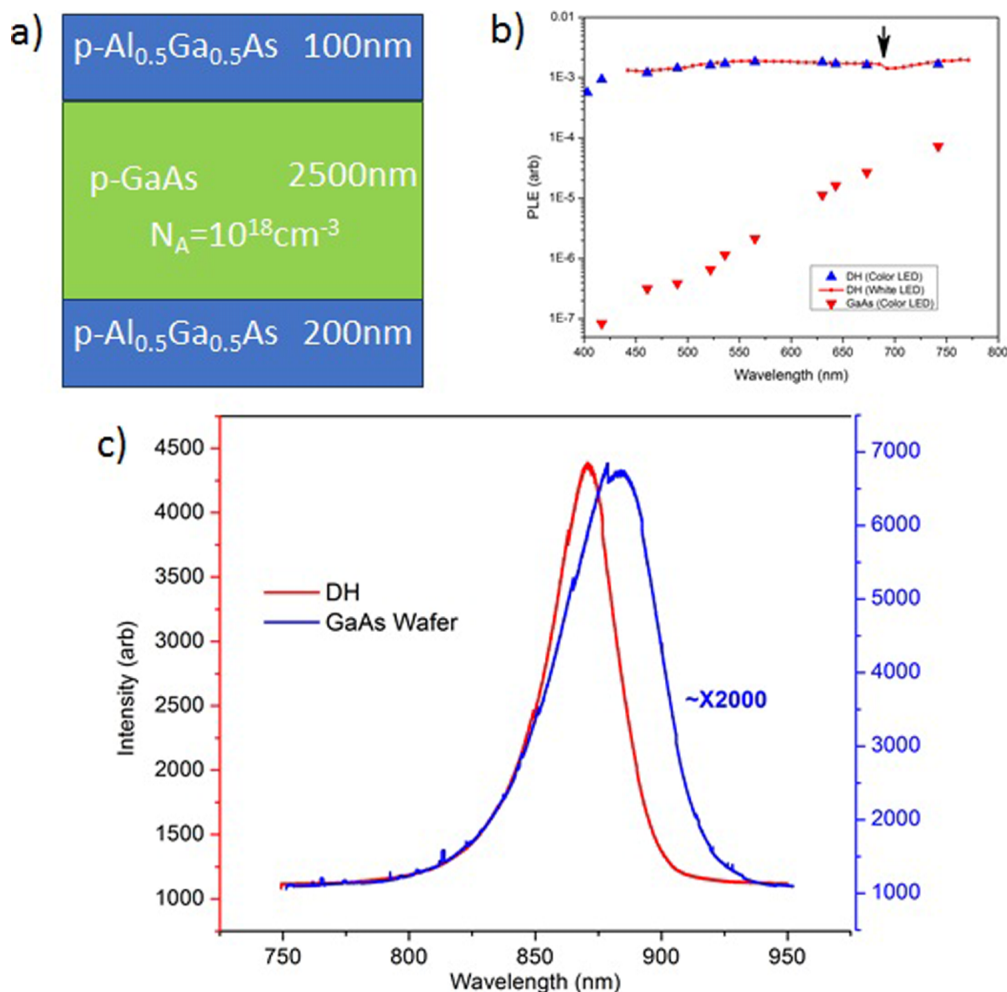 a)
p-Al₀.₅Ga₀.₅As 100nm
p-GaAs 2500nm
N_A=10¹⁸cm⁻³
p-Al₀.₅Ga₀.₅As 200nm
b)
0.01
1E-3
1E-4
1E-5
1E-6
1E-7
PLE (arb)
DH (Color LED)
DH (White LED)
GaAs (Color LED)
400 450 500 550 600 650 700 750 800
Wavelength (nm)
c)
4500
4000
3500
3000
2500
2000
1500
1000
Intensity (arb)
DH
GaAs Wafer
~X2000
7000
6000
5000
4000
3000
2000
1000
750 800 850 900 950
Wavelength (nm)